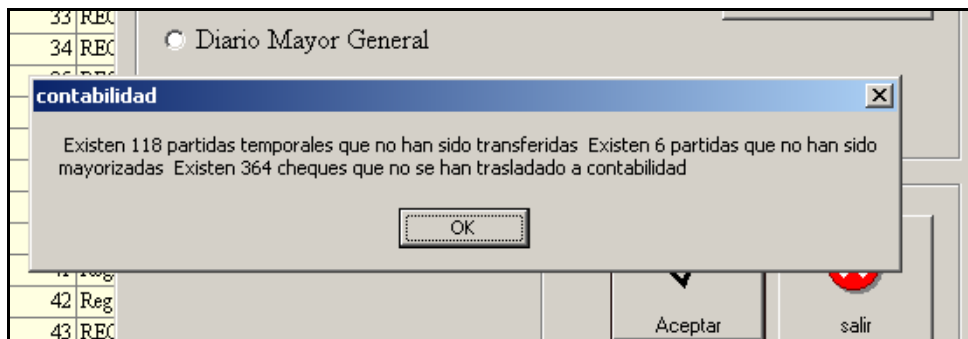 33 REC
34 REC
Diario Mayor General
contabilidad
Existen 118 partidas temporales que no han sido transferidas Existen 6 partidas que no han sido
mayorizadas Existen 364 cheques que no se han trasladado a contabilidad
OK
42 Reg
43 REC
Aceptar
salir